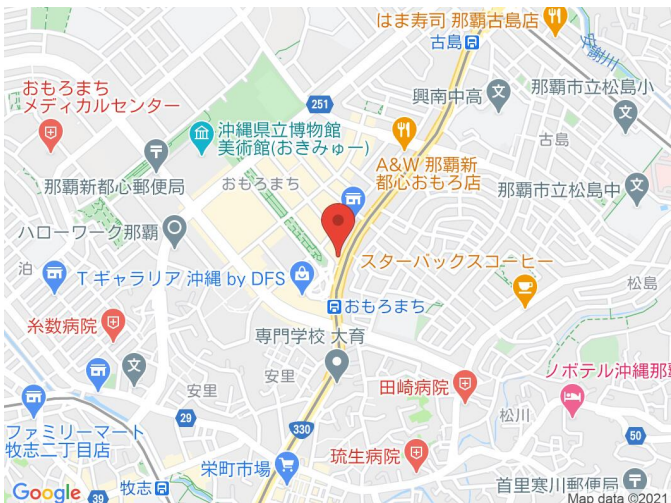 はま寿司 那覇古島店
古島
安謝川
おもろまち
メディカルセンター
251
興南中高
那覇市立松島小
沖縄県立博物館
美術館(おきみゅー)
古島
那覇新都心郵便局
おもろまち
A&W 那覇新
都心おもろ店
那覇市立松島中
ハローワーク那覇
泊
T ギャラリア 沖縄 by DFS
スターバックスコーヒー
松島
おもろまち
糸数病院
専門学校 大育
安里
安里
田崎病院
ノボテル沖縄那覇
29
松川
ファミリーマート
牧志二丁目店
330
50
琉生病院
栄町市場
牧志
首里寒川郵便局
39
Google
Map data ©2021